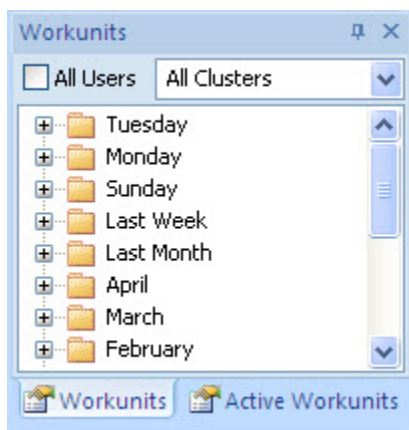 Workunits
All Users All Clusters
Tuesday
Monday
Sunday
Last Week
Last Month
April
March
February
Workunits Active Workunits